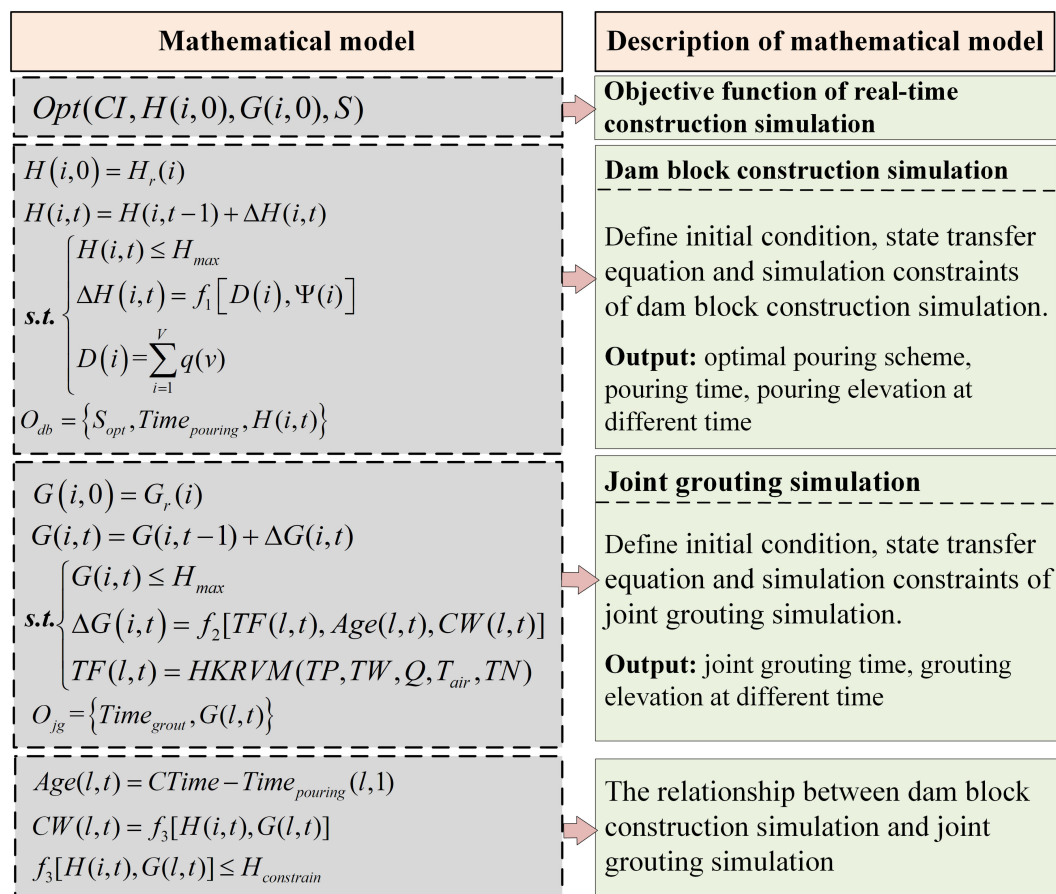 Mathematical model
Description of mathematical model
Opt(CI, H(i,0), G(i,0), S)
Objective function of real-time
construction simulation
H(i,0) = H_r(i)
H(i,t) = H(i,t−1) + ΔH(i,t)
s.t. { H(i,t) ≤ H_max
ΔH(i,t) = f_1[D(i), Ψ(i)]
D(i) = ∑_{i=1}^{V} q(v)
O_db = {S_opt, Time_pouring, H(i,t)}
Dam block construction simulation
Define initial condition, state transfer
equation and simulation constraints
of dam block construction simulation.
Output: optimal pouring scheme,
pouring time, pouring elevation at
different time
G(i,0) = G_r(i)
G(i,t) = G(i,t−1) + ΔG(i,t)
s.t. { G(i,t) ≤ H_max
ΔG(i,t) = f_2[TF(l,t), Age(l,t), CW(l,t)]
TF(l,t) = HKRVM(TP, TW, Q, T_air, TN)
O_jg = {Time_grout, G(l,t)}
Joint grouting simulation
Define initial condition, state transfer
equation and simulation constraints of
joint grouting simulation.
Output: joint grouting time, grouting
elevation at different time
Age(l,t) = CTime − Time_pouring(l,1)
CW(l,t) = f_3[H(i,t), G(l,t)]
f_3[H(i,t), G(l,t)] ≤ H_constrain
The relationship between dam block
construction simulation and joint
grouting simulation